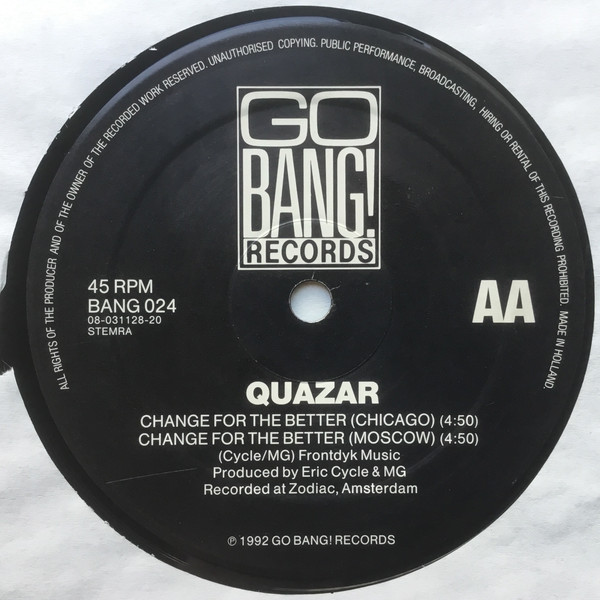 ALL RIGHTS OF THE PRODUCER AND OF THE OWNER OF THE RECORDED WORK RESERVED. UNAUTHORISED COPYING. PUBLIC PERFORMANCE, BROADCASTING, HIRING OR RENTAL OF THIS RECORDING PROHIBITED. MADE IN HOLLAND.
GO
BANG!
RECORDS
45 RPM
BANG 024
08-031128-20
STEMRA
AA
QUAZAR
CHANGE FOR THE BETTER (CHICAGO) (4:50)
CHANGE FOR THE BETTER (MOSCOW) (4:50)
(Cycle/MG) Frontdyk Music
Produced by Eric Cycle & MG
Recorded at Zodiac, Amsterdam
℗ 1992 GO BANG! RECORDS